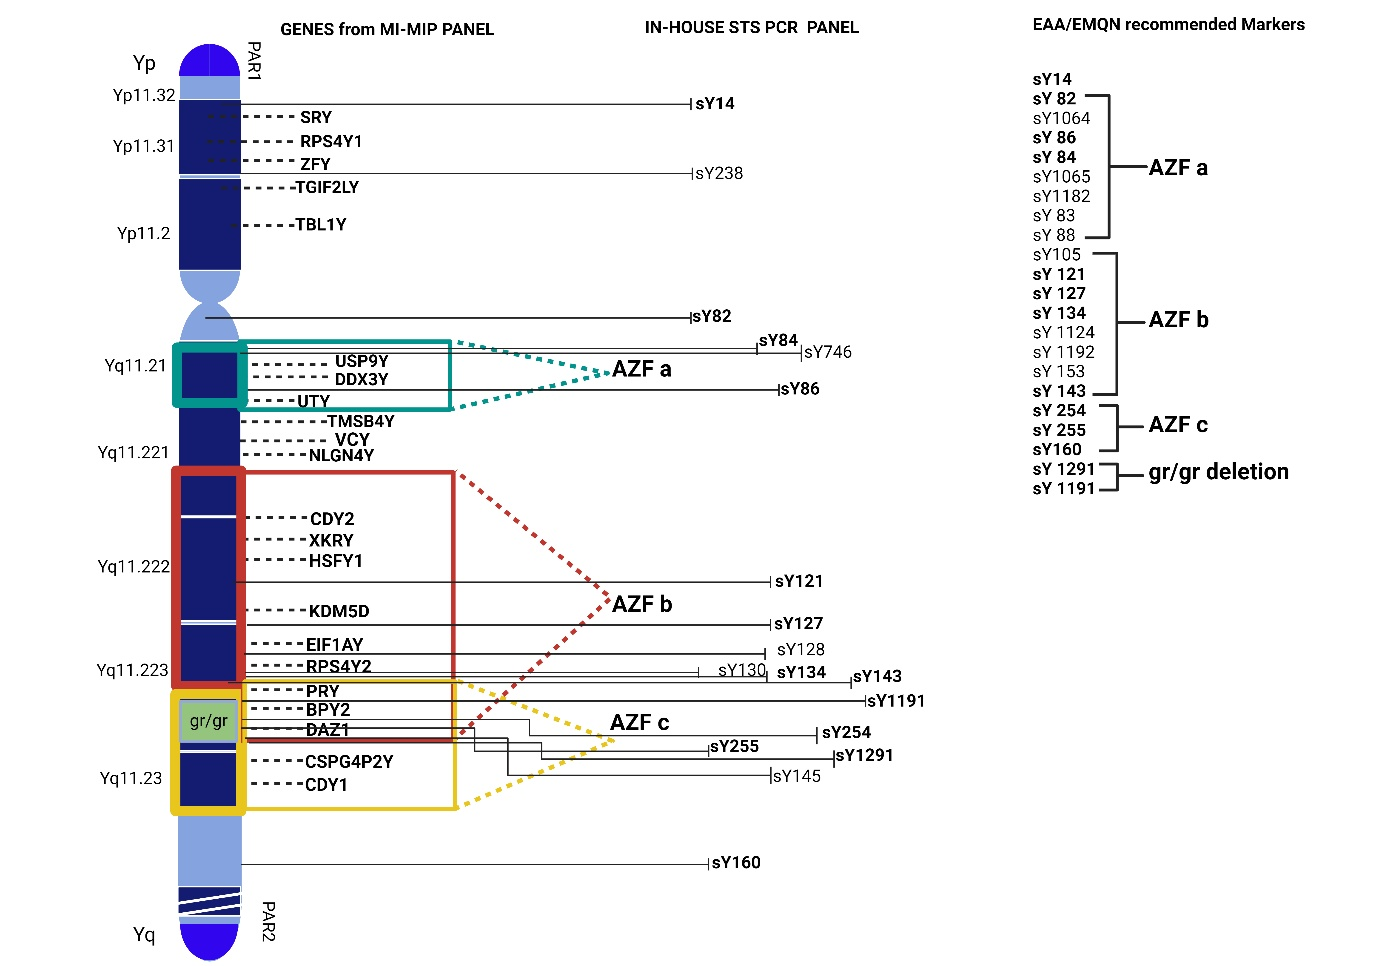 GENES from MI-MIP PANEL
IN-HOUSE STS PCR PANEL
EAA/EMQN recommended Markers
Yp
PAR1
Yp11.32
sY14
SRY
Yp11.31
RPS4Y1
ZFY
sY238
TGIF2LY
TBL1Y
Yp11.2
sY82
sY84
sY746
Yq11.21
USP9Y
DDX3Y
AZF a
sY86
UTY
TMSB4Y
VCY
Yq11.221
NLGN4Y
CDY2
XKRY
HSFY1
Yq11.222
sY121
AZF b
KDM5D
sY127
EIF1AY
sY128
RPS4Y2
Yq11.223
sY130
sY134
sY143
PRY
sY1191
BPY2
gr/gr
AZF c
DAZ1
sY254
sY255
sY1291
CSPG4P2Y
sY145
Yq11.23
CDY1
sY160
PAR2
Yq
sY14
sY 82
sY1064
sY 86
sY 84
AZF a
sY1065
sY1182
sY 83
sY 88
sY105
sY 121
sY 127
sY 134
AZF b
sY 1124
sY 1192
sY 153
sY 143
sY 254
sY 255
AZF c
sY160
sY 1291
gr/gr deletion
sY 1191